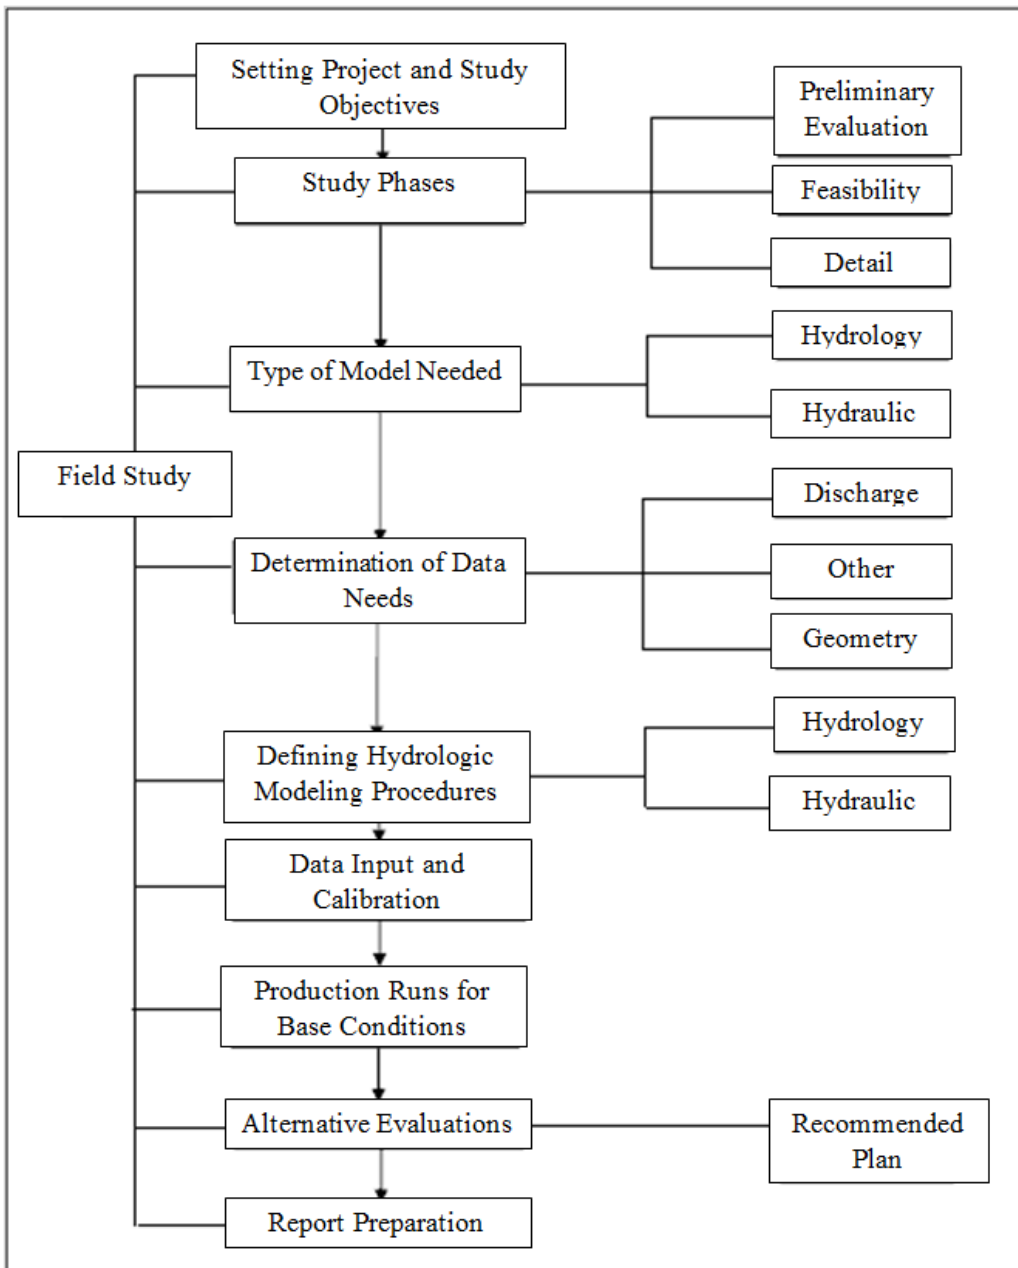 Setting Project and Study
Objectives
Preliminary
Evaluation
Study Phases
Feasibility
Detail
Hydrology
Type of Model Needed
Hydraulic
Field Study
Discharge
Determination of Data
Needs
Other
Geometry
Hydrology
Defining Hydrologic
Modeling Procedures
Hydraulic
Data Input and
Calibration
Production Runs for
Base Conditions
Alternative Evaluations
Recommended
Plan
Report Preparation